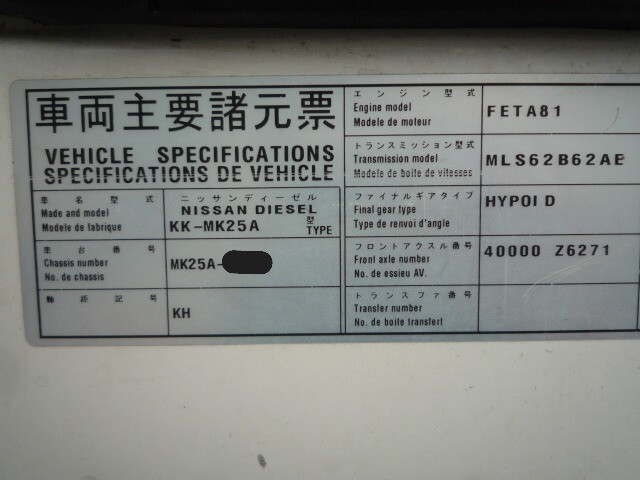 車両主要諸元票
VEHICLE SPECIFICATIONS
SPECIFICATIONS DE VEHICLE
車名型式
Made and model
Modele de fabrique
ニッサンディーゼル
NISSAN DIESEL
KK-MK25A 型 TYPE
車台番号
Chassis number
No. de chassis
MK25A-
軸距記号
KH
エンジン型式
Engine model
Modele de moteur
FETA81
トランスミッション型式
Transmission model
Modele de boite de vitesses
MLS62B62AE
ファイナルギアタイプ
Final gear type
Type de renvoi d'angle
HYPOI D
フロントアクスル番号
Front axle number
No. de essieu AV.
40000 Z6271
トランスファ番号
Transfer number
No. de boite transfert